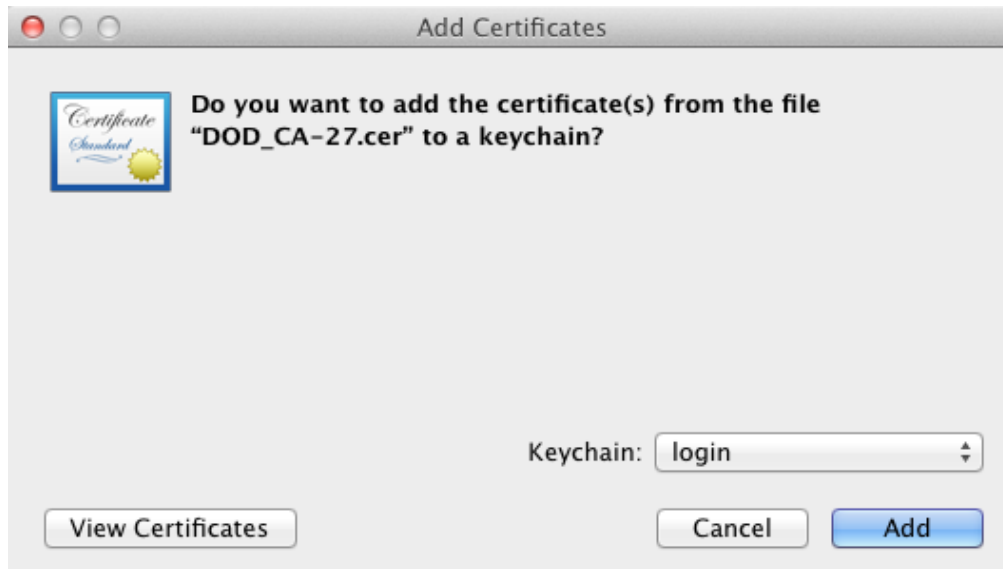 Add Certificates
Certificate
Standard
Do you want to add the certificate(s) from the file
“DOD_CA-27.cer” to a keychain?
Keychain: login
View Certificates Cancel Add